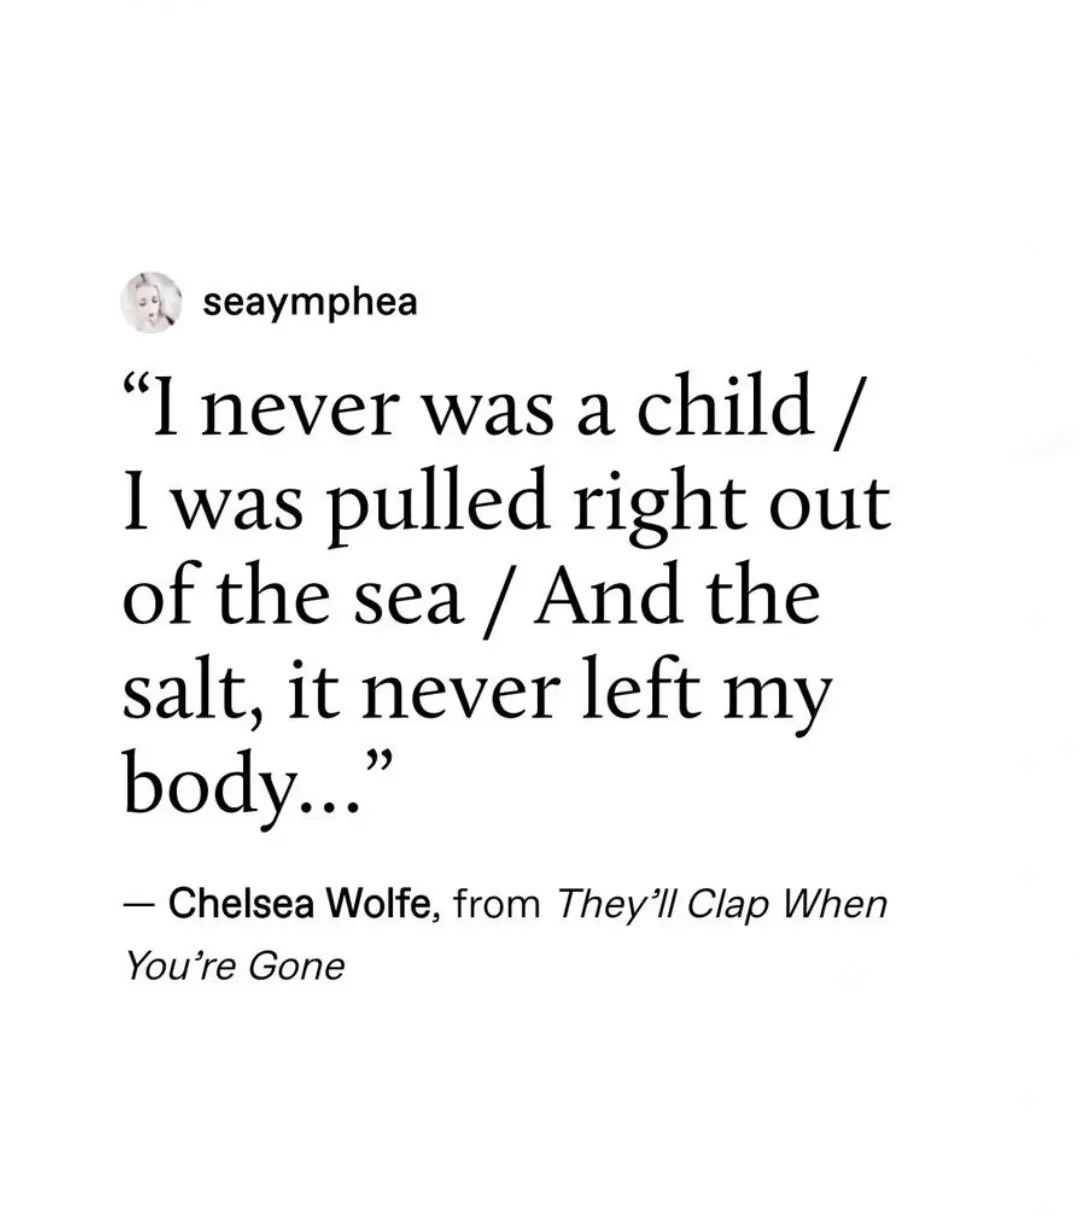 seaymphea
“I never was a child /
I was pulled right out
of the sea / And the
salt, it never left my
body...”
— Chelsea Wolfe, from They’ll Clap When
You’re Gone